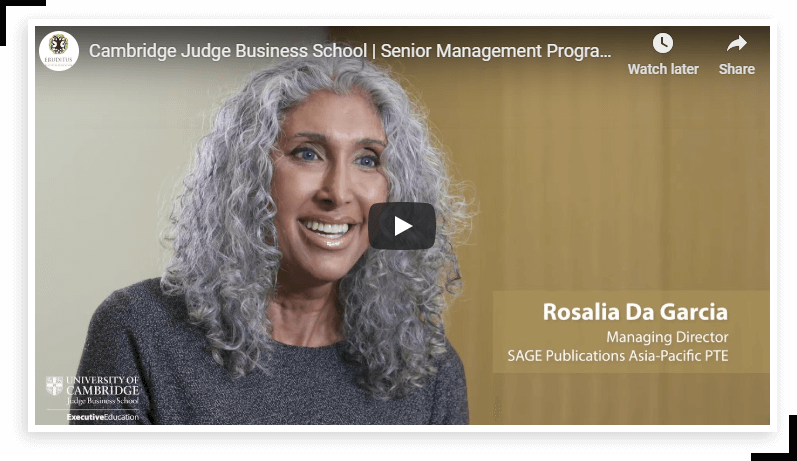 ERUDITUS
Cambridge Judge Business School | Senior Management Progra...
Watch later
Share
Rosalia Da Garcia
Managing Director
SAGE Publications Asia-Pacific PTE
UNIVERSITY OF
CAMBRIDGE
Judge Business School
ExecutiveEducation